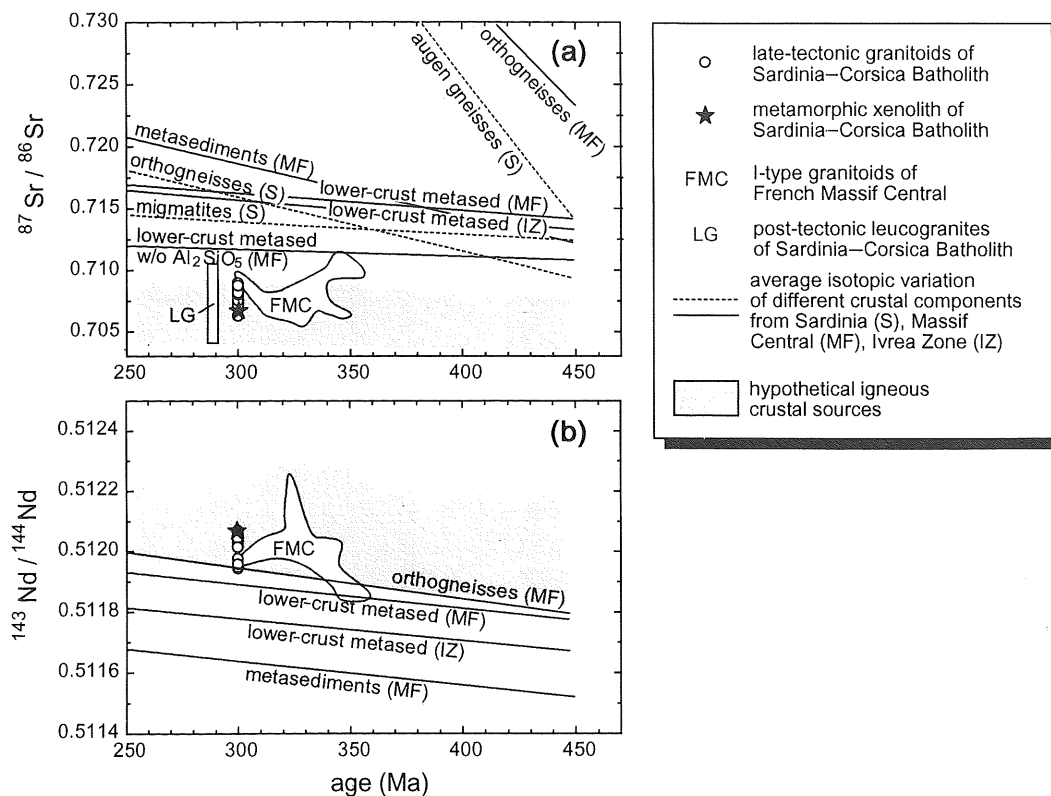 0.730
0.725
0.720
0.715
0.710
0.705
87Sr / 86Sr
(a)
orthogneisses (MF)
augen gneisses (S)
metasediments (MF)
orthogneisses (S)
lower-crust metased (MF)
lower-crust metased (IZ)
migmatites (S)
lower-crust metased
w/o Al2SiO5 (MF)
LG
FMC
250 300 350 400 450
(b)
0.5124
0.5122
0.5120
0.5118
0.5116
0.5114
143Nd / 144Nd
FMC
orthogneisses (MF)
lower-crust metased (MF)
lower-crust metased (IZ)
metasediments (MF)
250 300 350 400 450
age (Ma)
late-tectonic granitoids of
Sardinia–Corsica Batholith
metamorphic xenolith of
Sardinia–Corsica Batholith
FMC I-type granitoids of
French Massif Central
LG post-tectonic leucogranites
of Sardinia–Corsica Batholith
average isotopic variation
of different crustal components
from Sardinia (S), Massif
Central (MF), Ivrea Zone (IZ)
hypothetical igneous
crustal sources